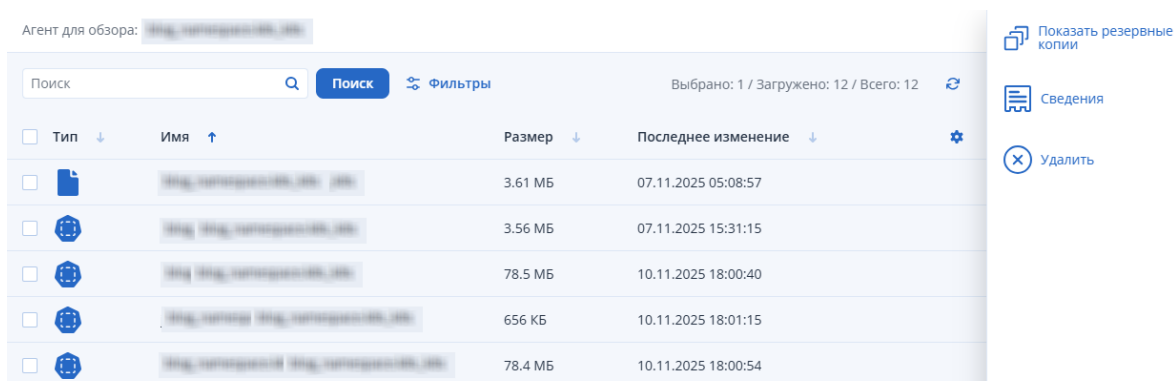 Агент для обзора:
Показать резервные
копии
Поиск
Поиск
Фильтры
Выбрано: 1 / Загружено: 12 / Всего: 12
Сведения
Тип Имя Размер Последнее изменение
Удалить
3.61 МБ 07.11.2025 05:08:57
3.56 МБ 07.11.2025 15:31:15
78.5 МБ 10.11.2025 18:00:40
656 КБ 10.11.2025 18:01:15
78.4 МБ 10.11.2025 18:00:54